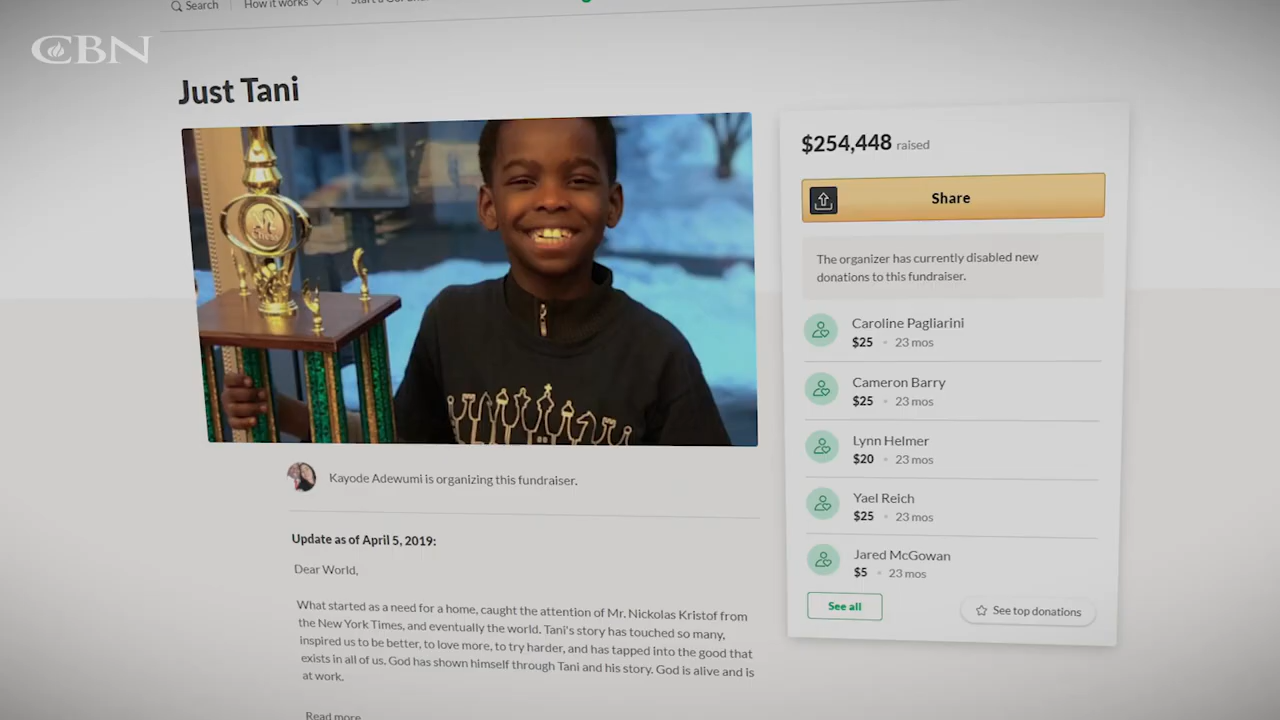 Search
How it works
CBN
Just Tani
$254,448 raised
Share
The organizer has currently disabled new
donations to this fundraiser.
Caroline Pagliarini
$25 • 23 mos
Cameron Barry
$25 • 23 mos
Lynn Helmer
$20 • 23 mos
Yael Reich
$25 • 23 mos
Jared McGowan
$5 • 23 mos
See all
See top donations
Kayode Adewumi is organizing this fundraiser.
Update as of April 5, 2019:
Dear World,
What started as a need for a home, caught the attention of Mr. Nickolas Kristof from
the New York Times, and eventually the world. Tani's story has touched so many,
inspired us to be better, to love more, to try harder, and has tapped into the good that
exists in all of us. God has shown himself through Tani and his story. God is alive and is
at work.
Read more